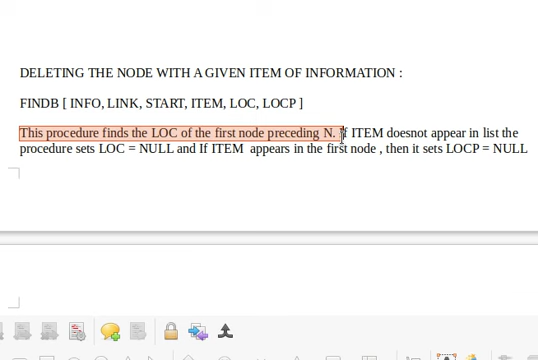 DELETING THE NODE WITH A GIVEN ITEM OF INFORMATION :
FINDB [ INFO, LINK, START, ITEM, LOC, LOCP ]
This procedure finds the LOC of the first node preceding N. If ITEM doesnot appear in list the
procedure sets LOC = NULL and If ITEM appears in the first node , then it sets LOCP = NULL